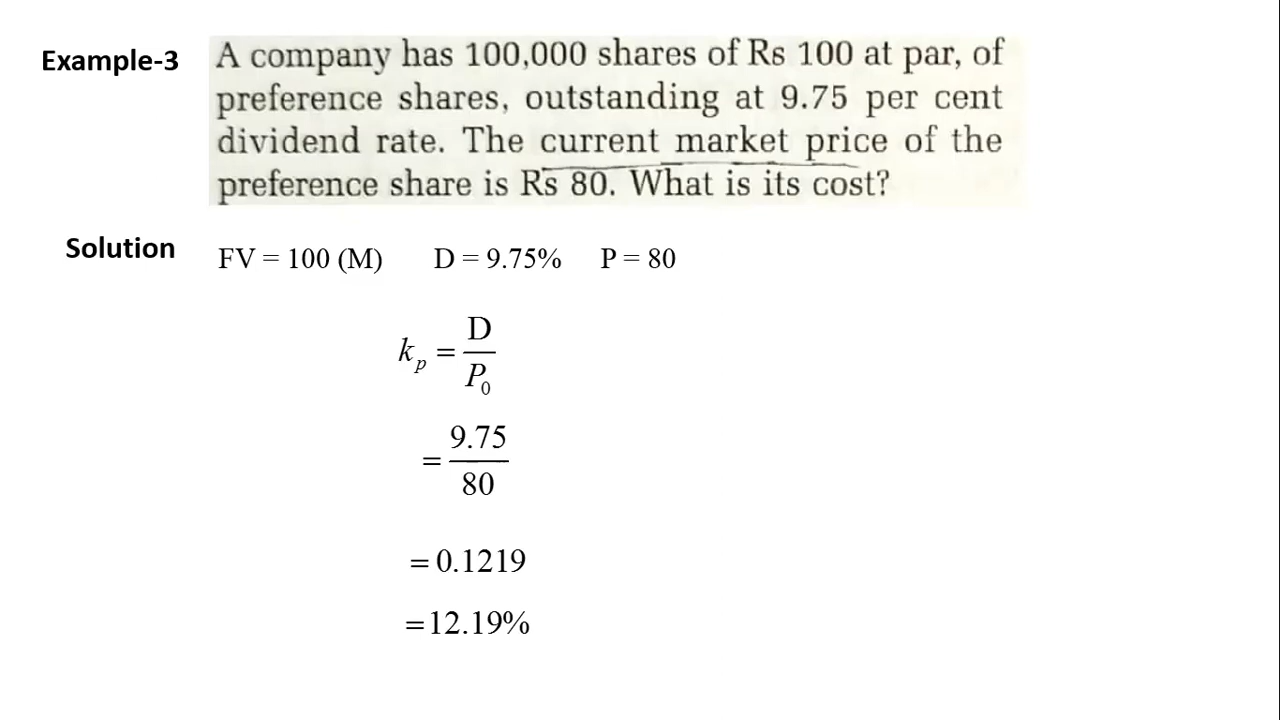 Example-3 A company has 100,000 shares of Rs 100 at par, of
preference shares, outstanding at 9.75 per cent
dividend rate. The current market price of the
preference share is Rs 80. What is its cost?
Solution FV = 100 (M) D = 9.75% P = 80
k_p = D / P_0
= 9.75 / 80
= 0.1219
= 12.19%